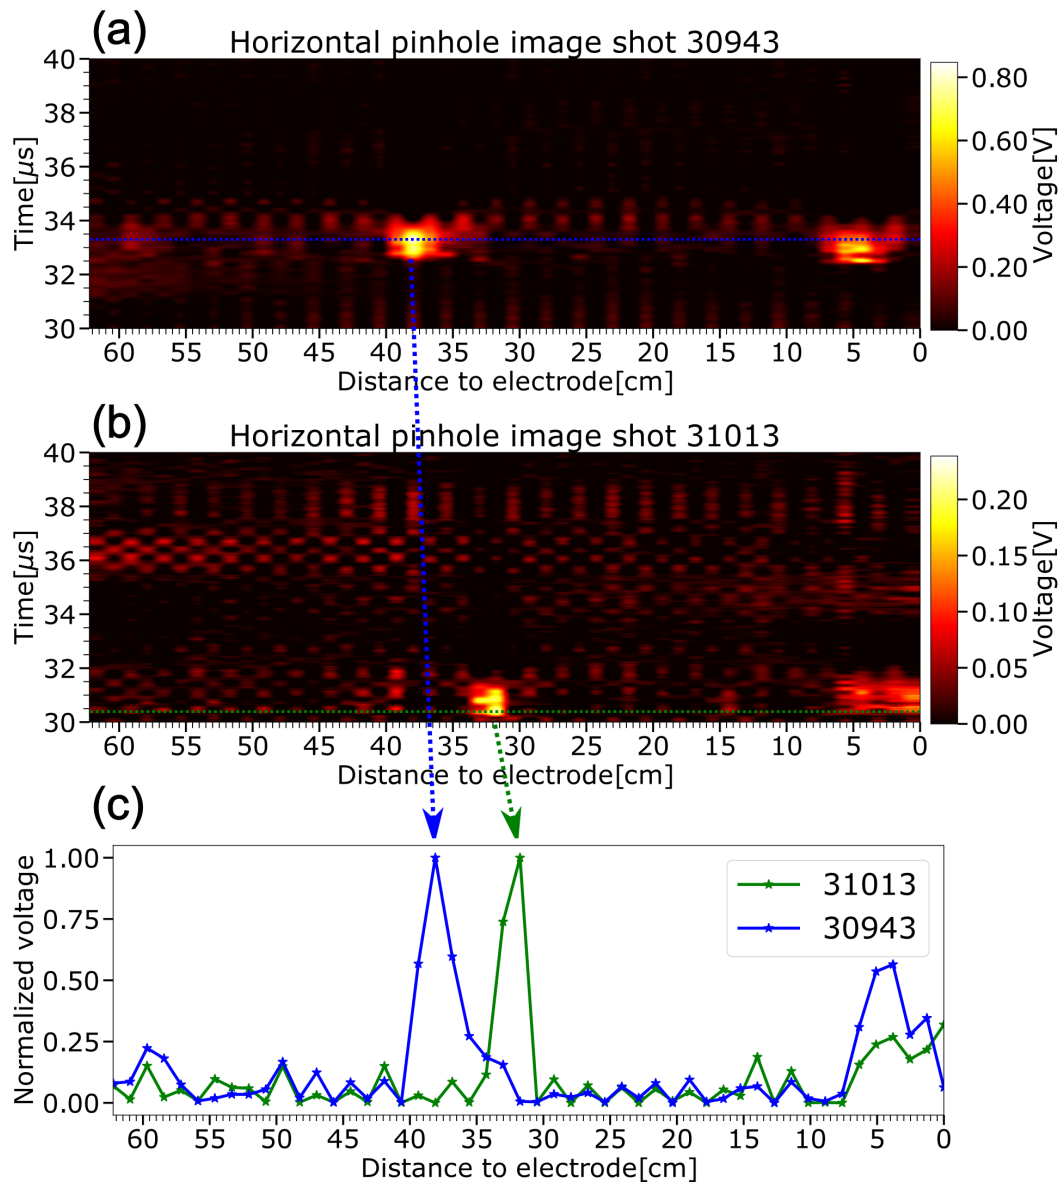 (a)
Horizontal pinhole image shot 30943
40
38
36
34
32
30
Time[μs]
60 55 50 45 40 35 30 25 20 15 10 5 0
Distance to electrode[cm]
0.80
0.60
0.40
0.20
0.00
Voltage[V]
(b)
Horizontal pinhole image shot 31013
40
38
36
34
32
30
Time[μs]
60 55 50 45 40 35 30 25 20 15 10 5 0
Distance to electrode[cm]
0.20
0.15
0.10
0.05
0.00
Voltage[V]
(c)
1.00
0.75
0.50
0.25
0.00
Normalized voltage
31013
30943
60 55 50 45 40 35 30 25 20 15 10 5 0
Distance to electrode[cm]